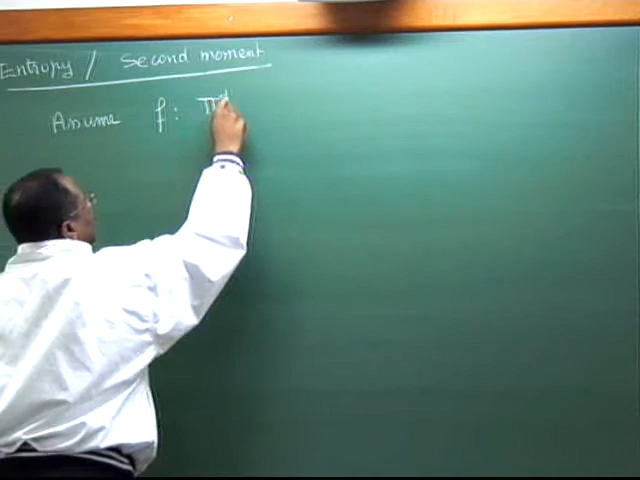 Entropy / Second moment
Assume f : π^d